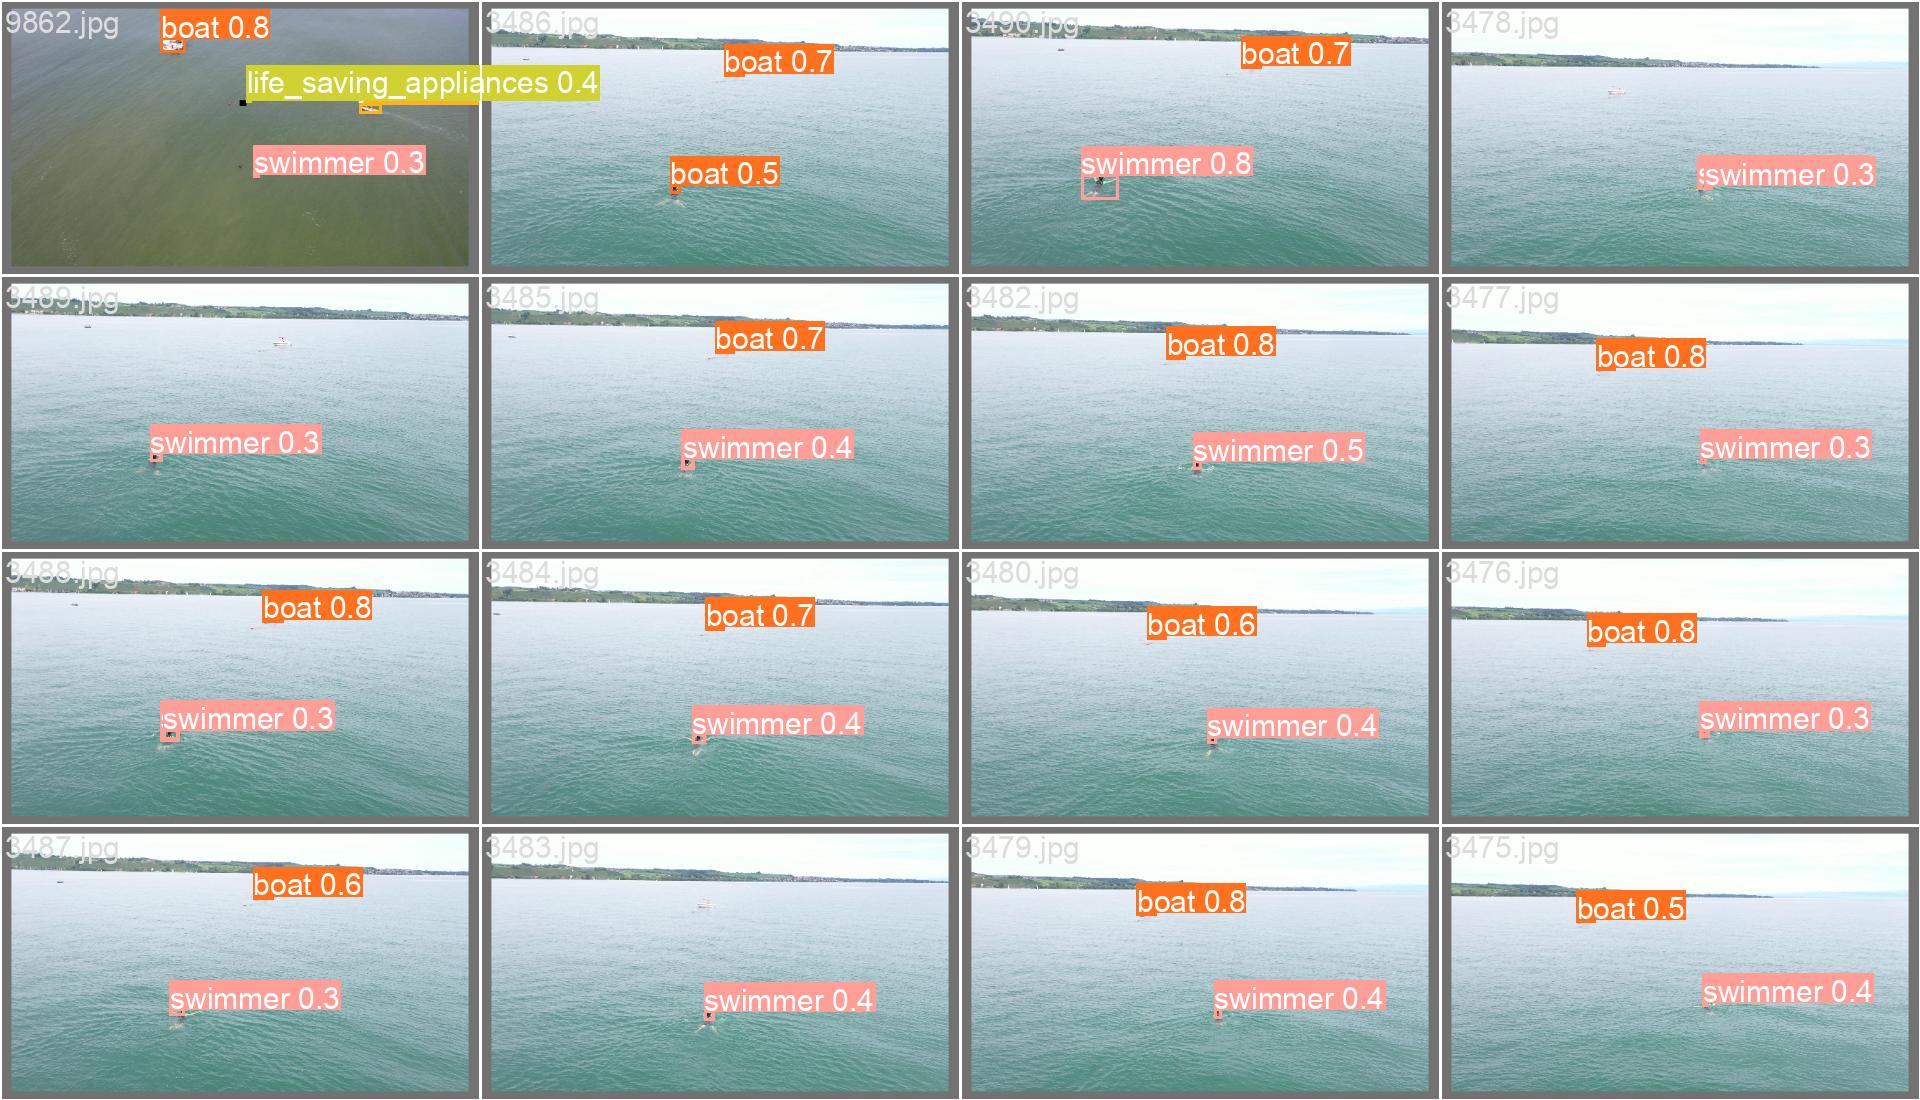 9862.jpg
boat 0.8
life_saving_appliances 0.4
swimmer 0.3
3486.jpg
boat 0.7
boat 0.5
3490.jpg
boat 0.7
swimmer 0.8
3478.jpg
swimmer 0.3
3489.jpg
swimmer 0.3
3485.jpg
boat 0.7
swimmer 0.4
3482.jpg
boat 0.8
swimmer 0.5
3477.jpg
boat 0.8
swimmer 0.3
3488.jpg
boat 0.8
swimmer 0.3
3484.jpg
boat 0.7
swimmer 0.4
3480.jpg
boat 0.6
swimmer 0.4
3476.jpg
boat 0.8
swimmer 0.3
3487.jpg
boat 0.6
swimmer 0.3
3483.jpg
swimmer 0.4
3479.jpg
boat 0.8
swimmer 0.4
3475.jpg
boat 0.5
swimmer 0.4